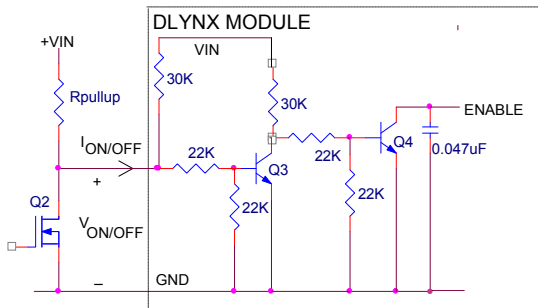 DLYNX MODULE
+VIN
VIN
30K
Rpullup
30K
ENABLE
I ON/OFF
22K
Q3
22K
Q4
0.047uF
+
22K
22K
Q2
V ON/OFF
–
GND